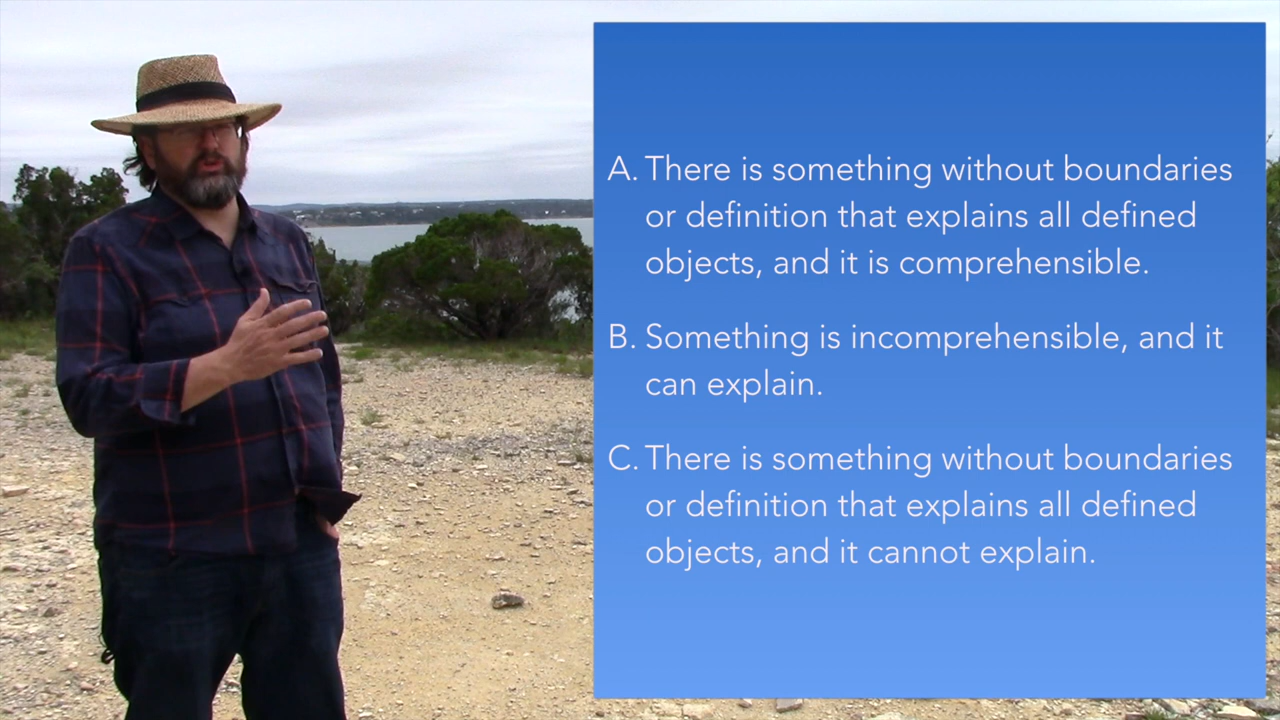 A. There is something without boundaries
or definition that explains all defined
objects, and it is comprehensible.
B. Something is incomprehensible, and it
can explain.
C. There is something without boundaries
or definition that explains all defined
objects, and it cannot explain.